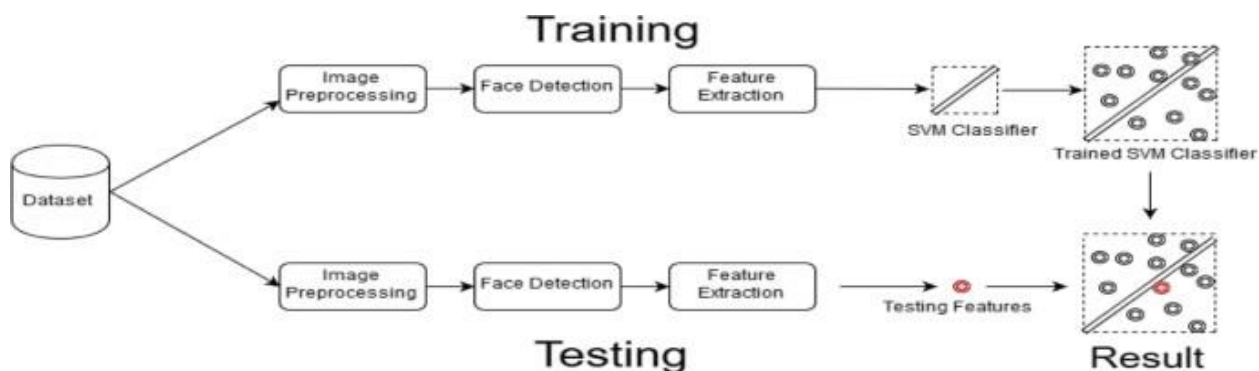 Training
Image
Preprocessing
Face Detection
Feature
Extraction
SVM Classifier
Trained SVM Classifier
Dataset
Image
Preprocessing
Face Detection
Feature
Extraction
Testing Features
Testing
Result